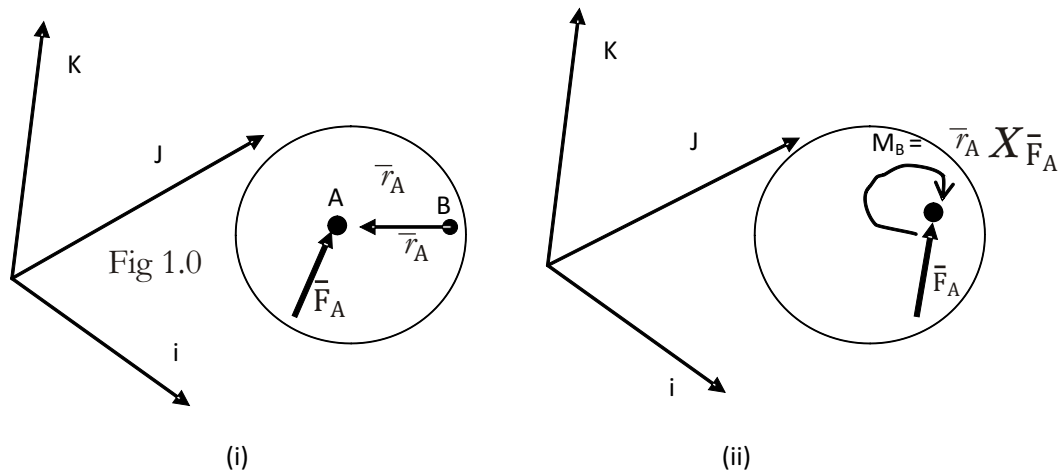 K
J
r̅A
A
B
r̅A
Fig 1.0
F̄A
i
(i)
K
J
MB = r̅A X F̄A
F̄A
i
(ii)